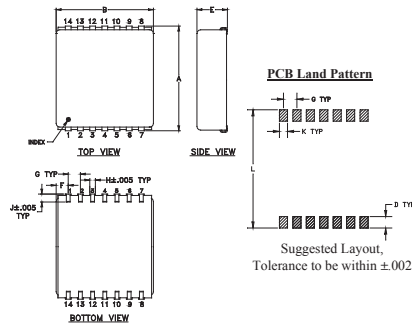 B
E
14 13 12 11 10 9 8
A
INDEX
1 2 3 4 5 6 7
TOP VIEW
SIDE VIEW
PCB Land Pattern
G TYP
K TYP
L
D TY
Suggested Layout,
Tolerance to be within ±.002
G TYP
F
H±.005 TYP
1 2 3 4 5 6 7
J±.005
TYP
14 13 12 11 10 9 8
BOTTOM VIEW